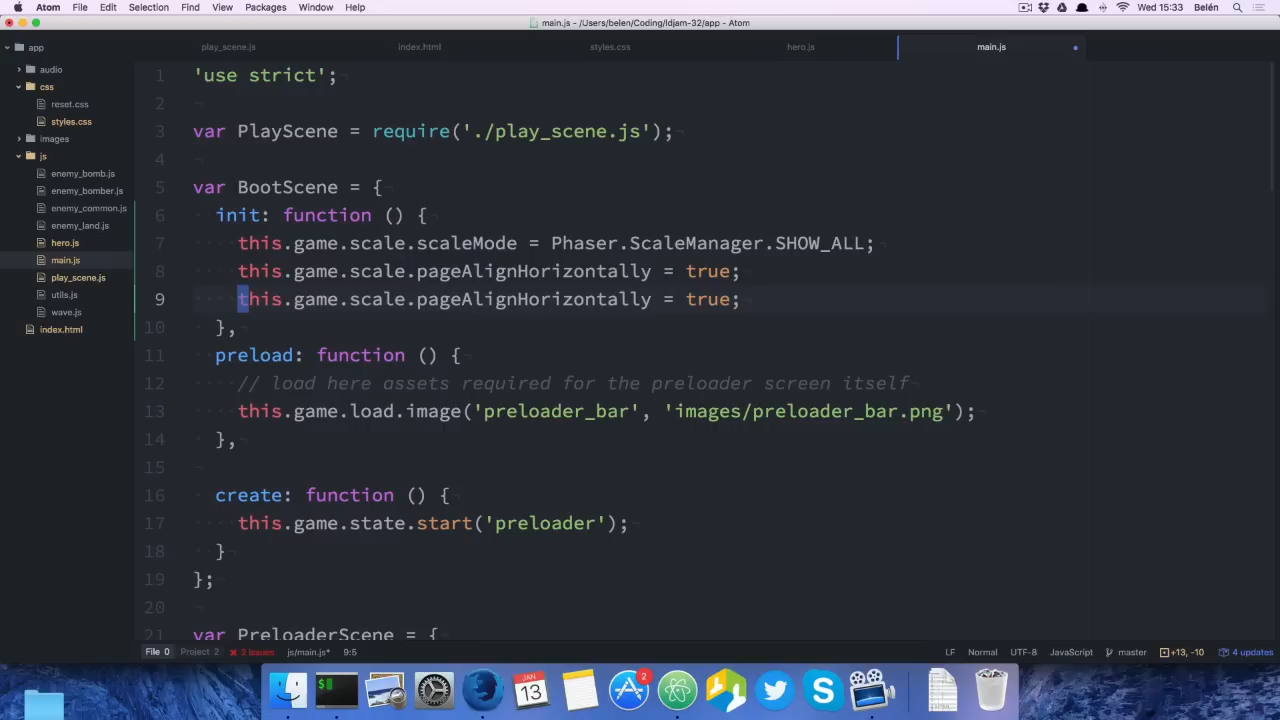 Atom File Edit Selection Find View Packages Window Help Wed 15:33 Belén
main.js - /Users/belen/Coding/ldjam-32/app - Atom
app play_scene.js index.html styles.css hero.js main.js
audio
css
reset.css
styles.css
images
js
enemy_bomb.js
enemy_bomber.js
enemy_common.js
enemy_land.js
hero.js
main.js
play_scene.js
utils.js
wave.js
index.html
1 'use strict';
2
3 var PlayScene = require('./play_scene.js');
4
5 var BootScene = {
6 init: function () {
7 this.game.scale.scaleMode = Phaser.ScaleManager.SHOW_ALL;
8 this.game.scale.pageAlignHorizontally = true;
9 this.game.scale.pageAlignHorizontally = true;
10 },
11 preload: function () {
12 // load here assets required for the preloader screen itself
13 this.game.load.image('preloader_bar', 'images/preloader_bar.png');
14 },
15
16 create: function () {
17 this.game.state.start('preloader');
18 }
19 };
20
21 var PreloaderScene = {
File 0 Project 2 2 Issues js/main.js* 9:5 LF Normal UTF-8 JavaScript master +13, -10 4 updates
$
JAN
13
2